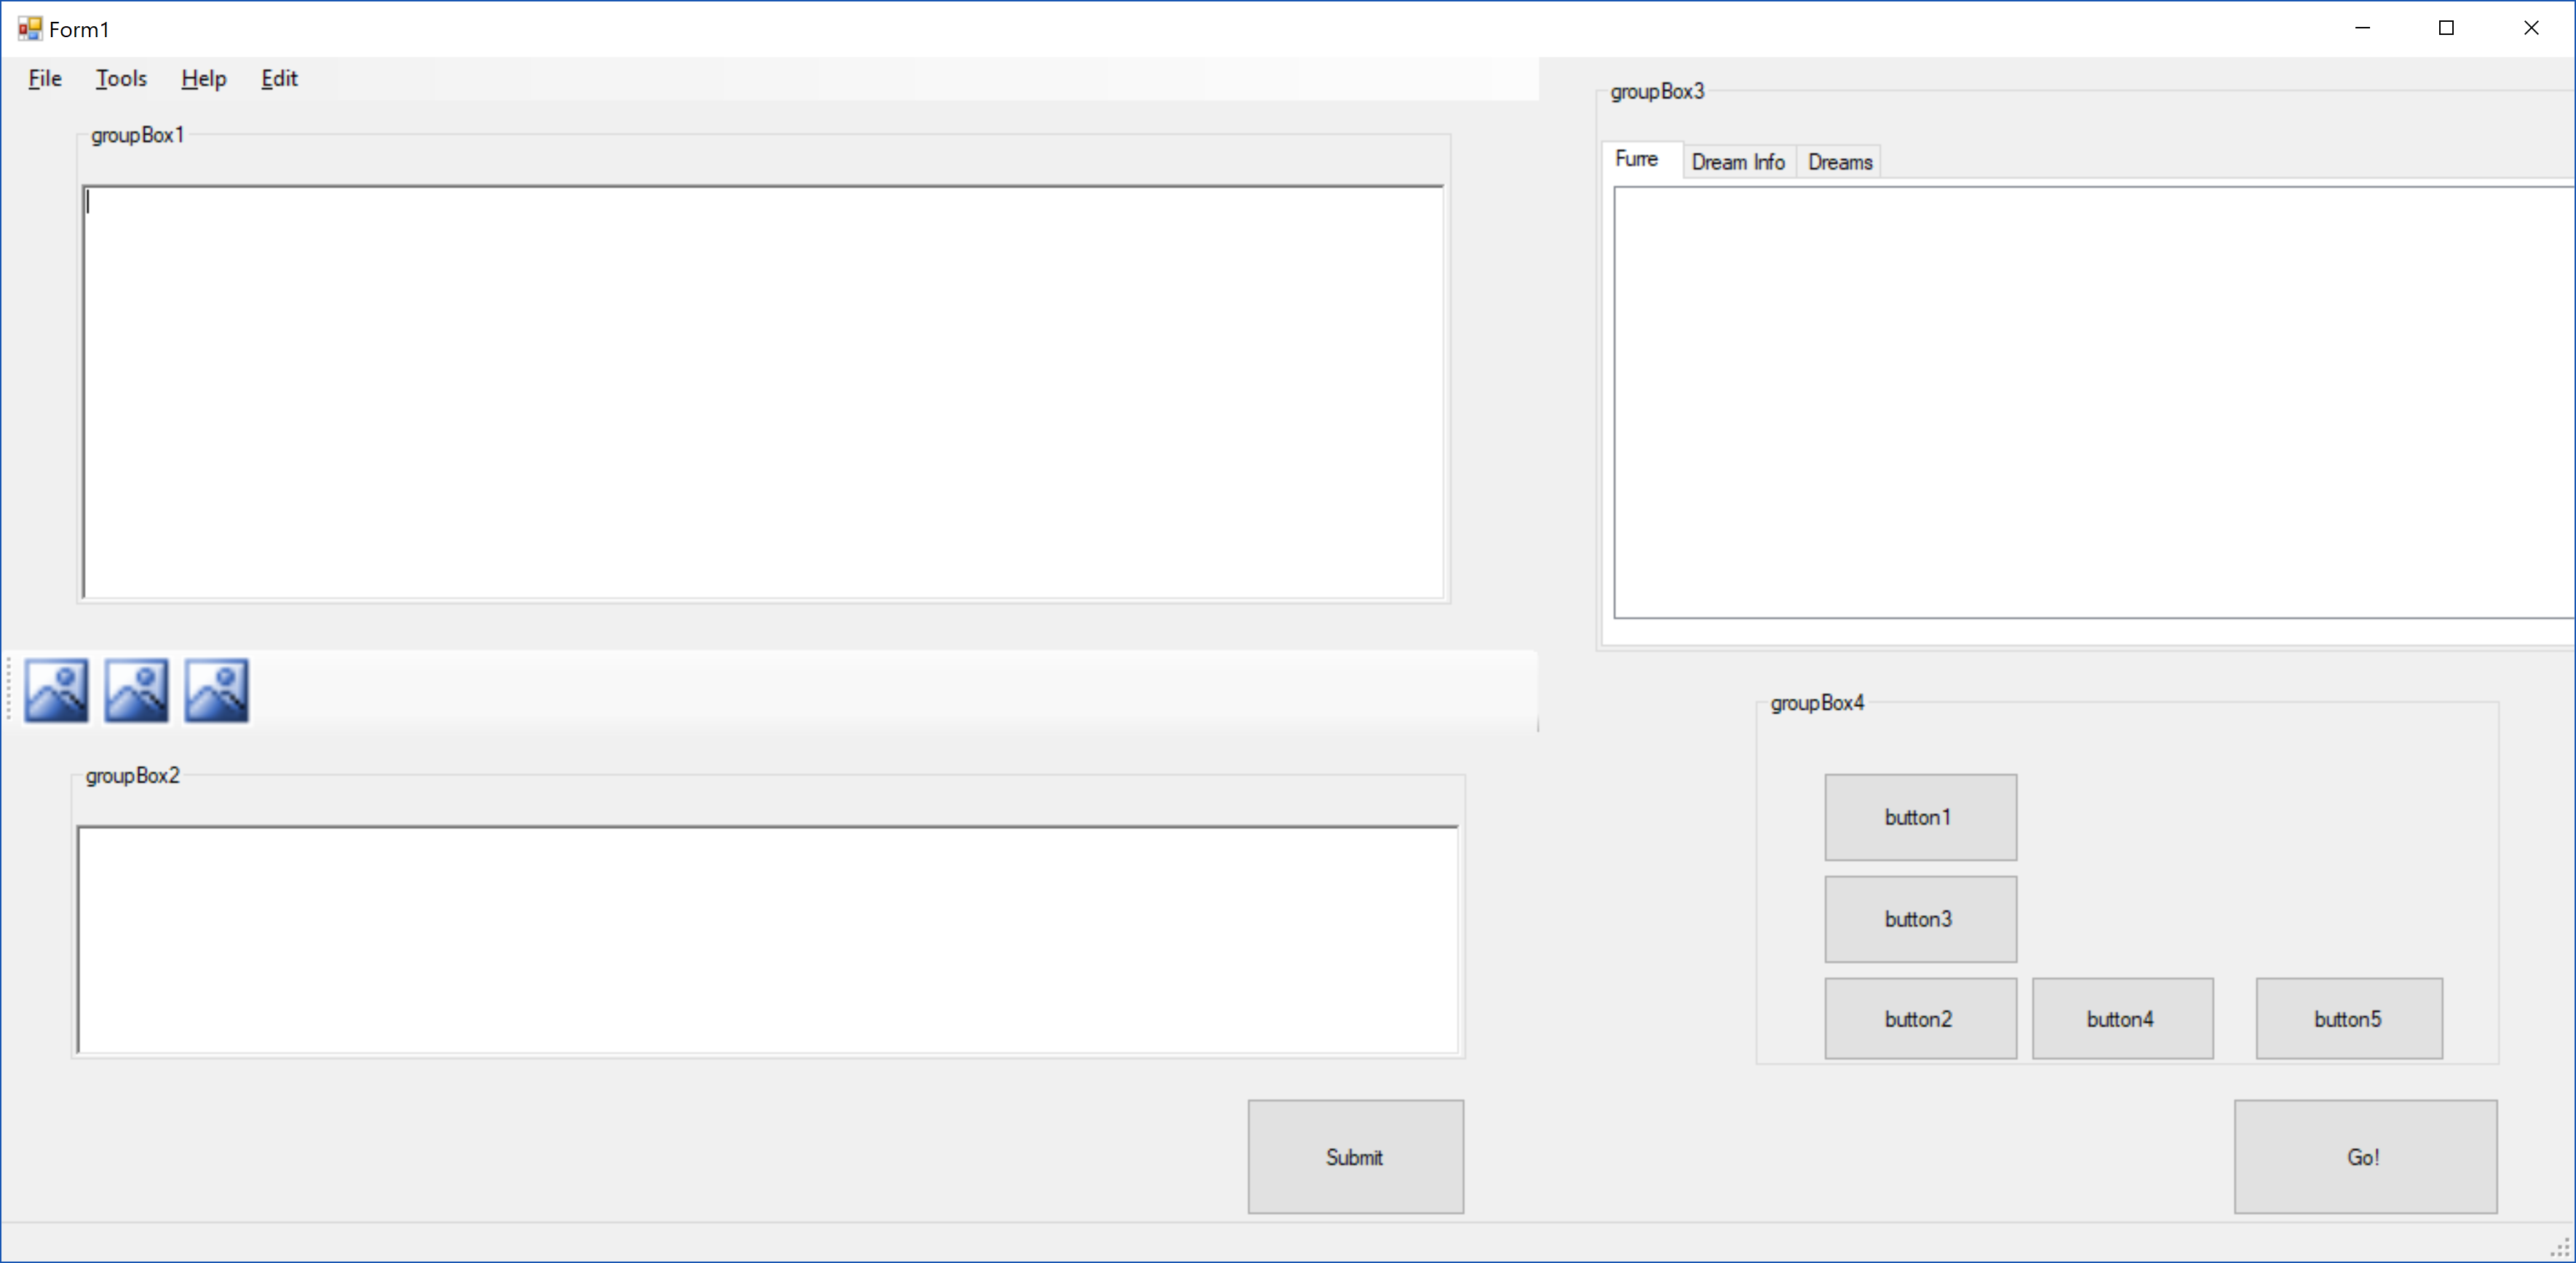 Form1
File Tools Help Edit
groupBox1
groupBox3
Furre Dream Info Dreams
groupBox2
groupBox4
button1
button3
button2 button4 button5
Submit
Go!